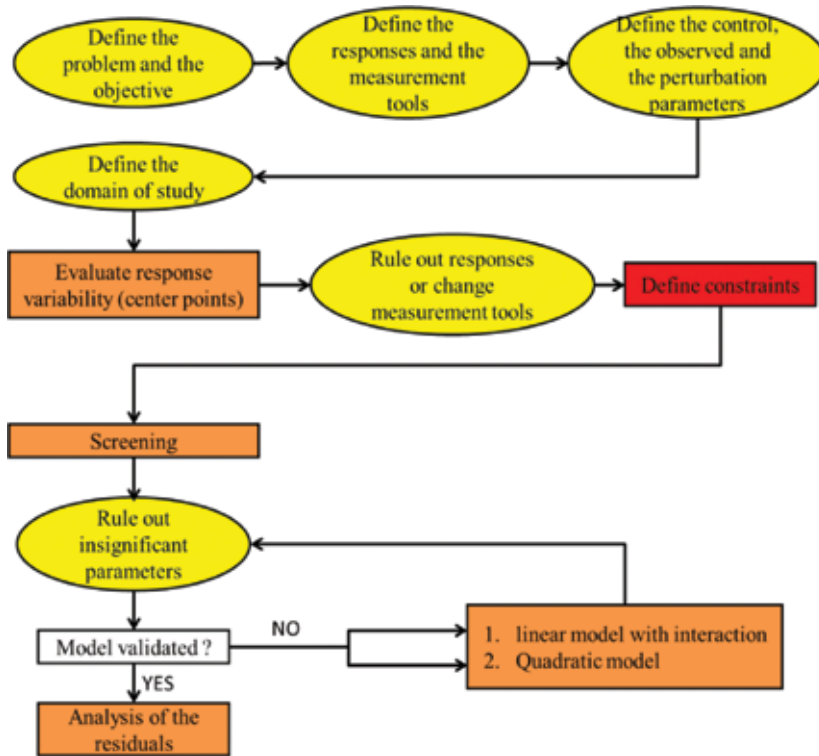 Define the
problem and the
objective
Define the
responses and the
measurement
tools
Define the control,
the observed and
the perturbation
parameters
Define the
domain of study
Evaluate response
variability (center points)
Rule out responses
or change
measurement tools
Define constraints
Screening
Rule out
insignificant
parameters
Model validated ?
NO
1. linear model with interaction
2. Quadratic model
YES
Analysis of the
residuals